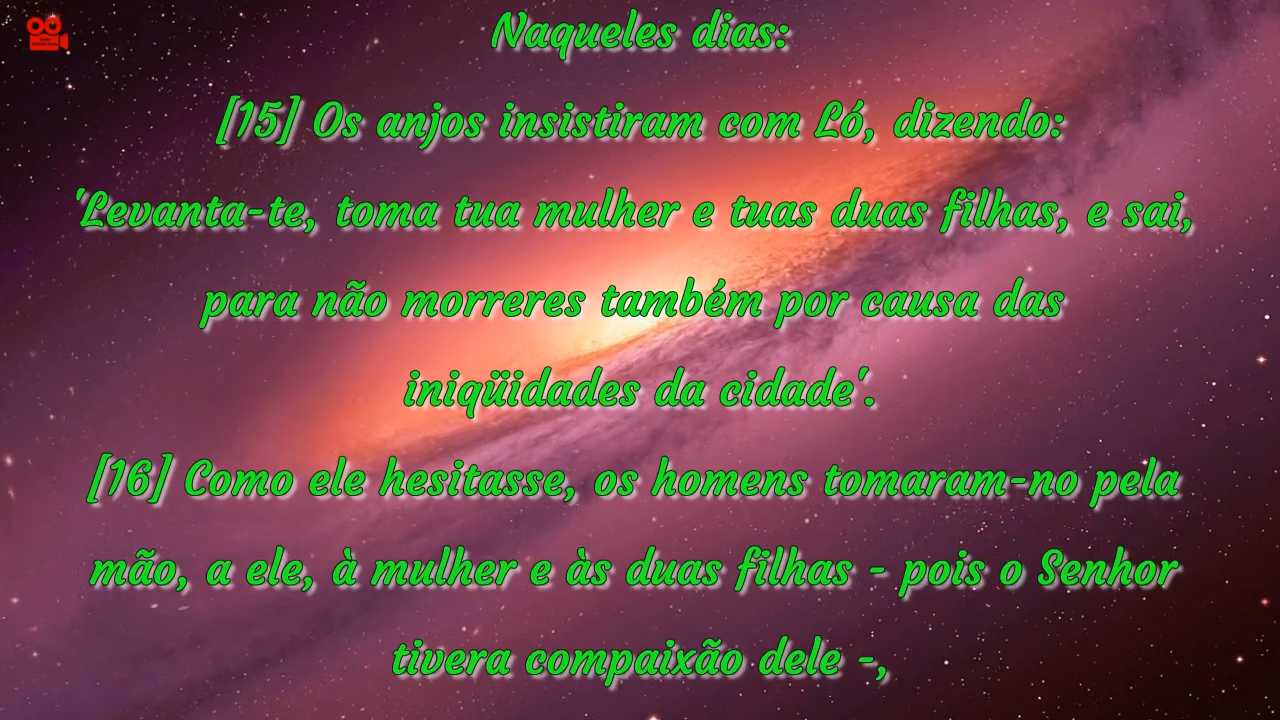 Naqueles dias:
[15] Os anjos insistiram com Ló, dizendo:
'Levanta-te, toma tua mulher e tuas duas filhas, e sai,
para não morreres também por causa das
iniqüidades da cidade'.
[16] Como ele hesitasse, os homens tomaram-no pela
mão, a ele, à mulher e às duas filhas - pois o Senhor
tivera compaixão dele -,